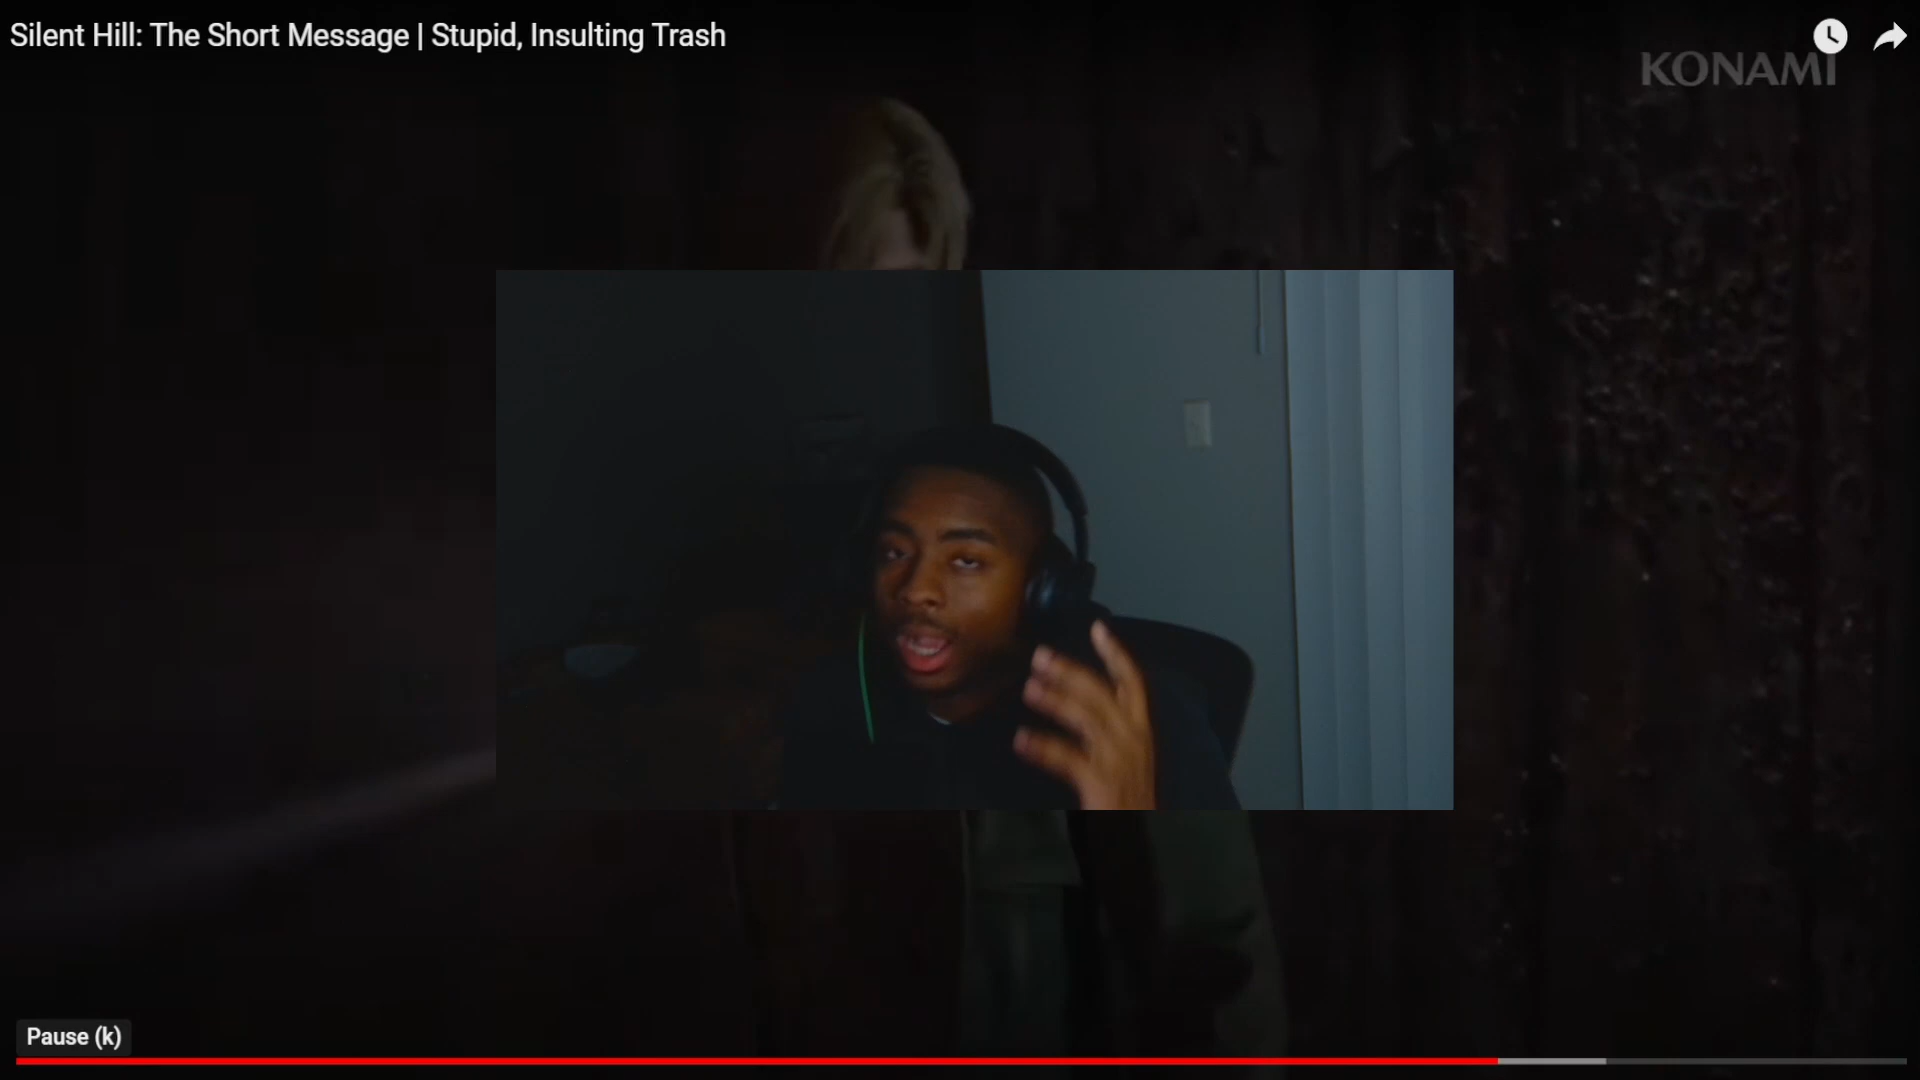 Silent Hill: The Short Message | Stupid, Insulting Trash
KONAMI
Pause (k)